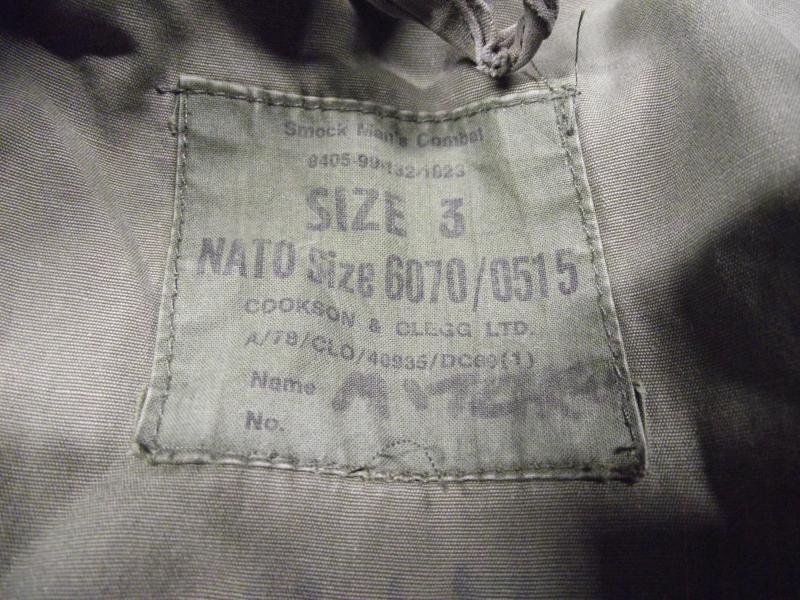 Smock Man's Combat
8405-99-132-1023
SIZE 3
NATO Size 6070/0515
COOKSON & CLEGG LTD.
A/78/CLO/40935/DC60(1)
Name
No.